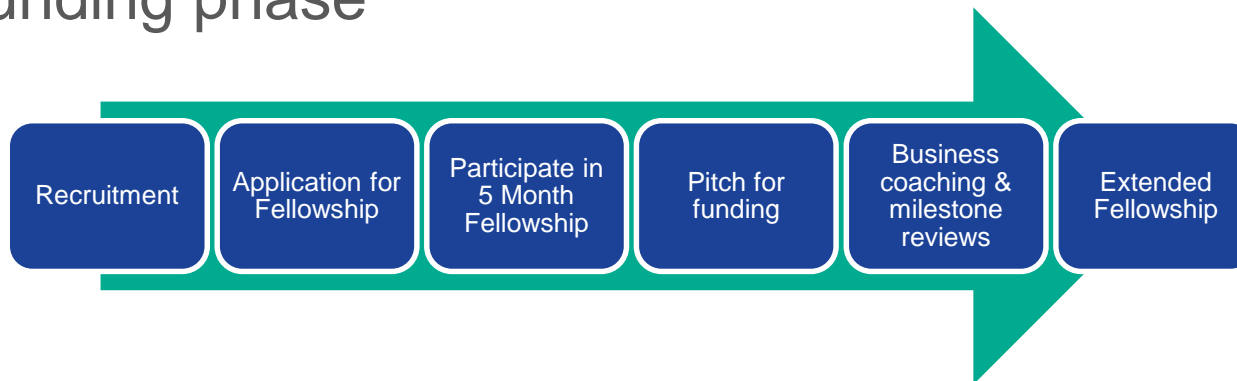 unding phase
Recruitment
Application for
Fellowship
Participate in
5 Month
Fellowship
Pitch for
funding
Business
coaching &
milestone
reviews
Extended
Fellowship